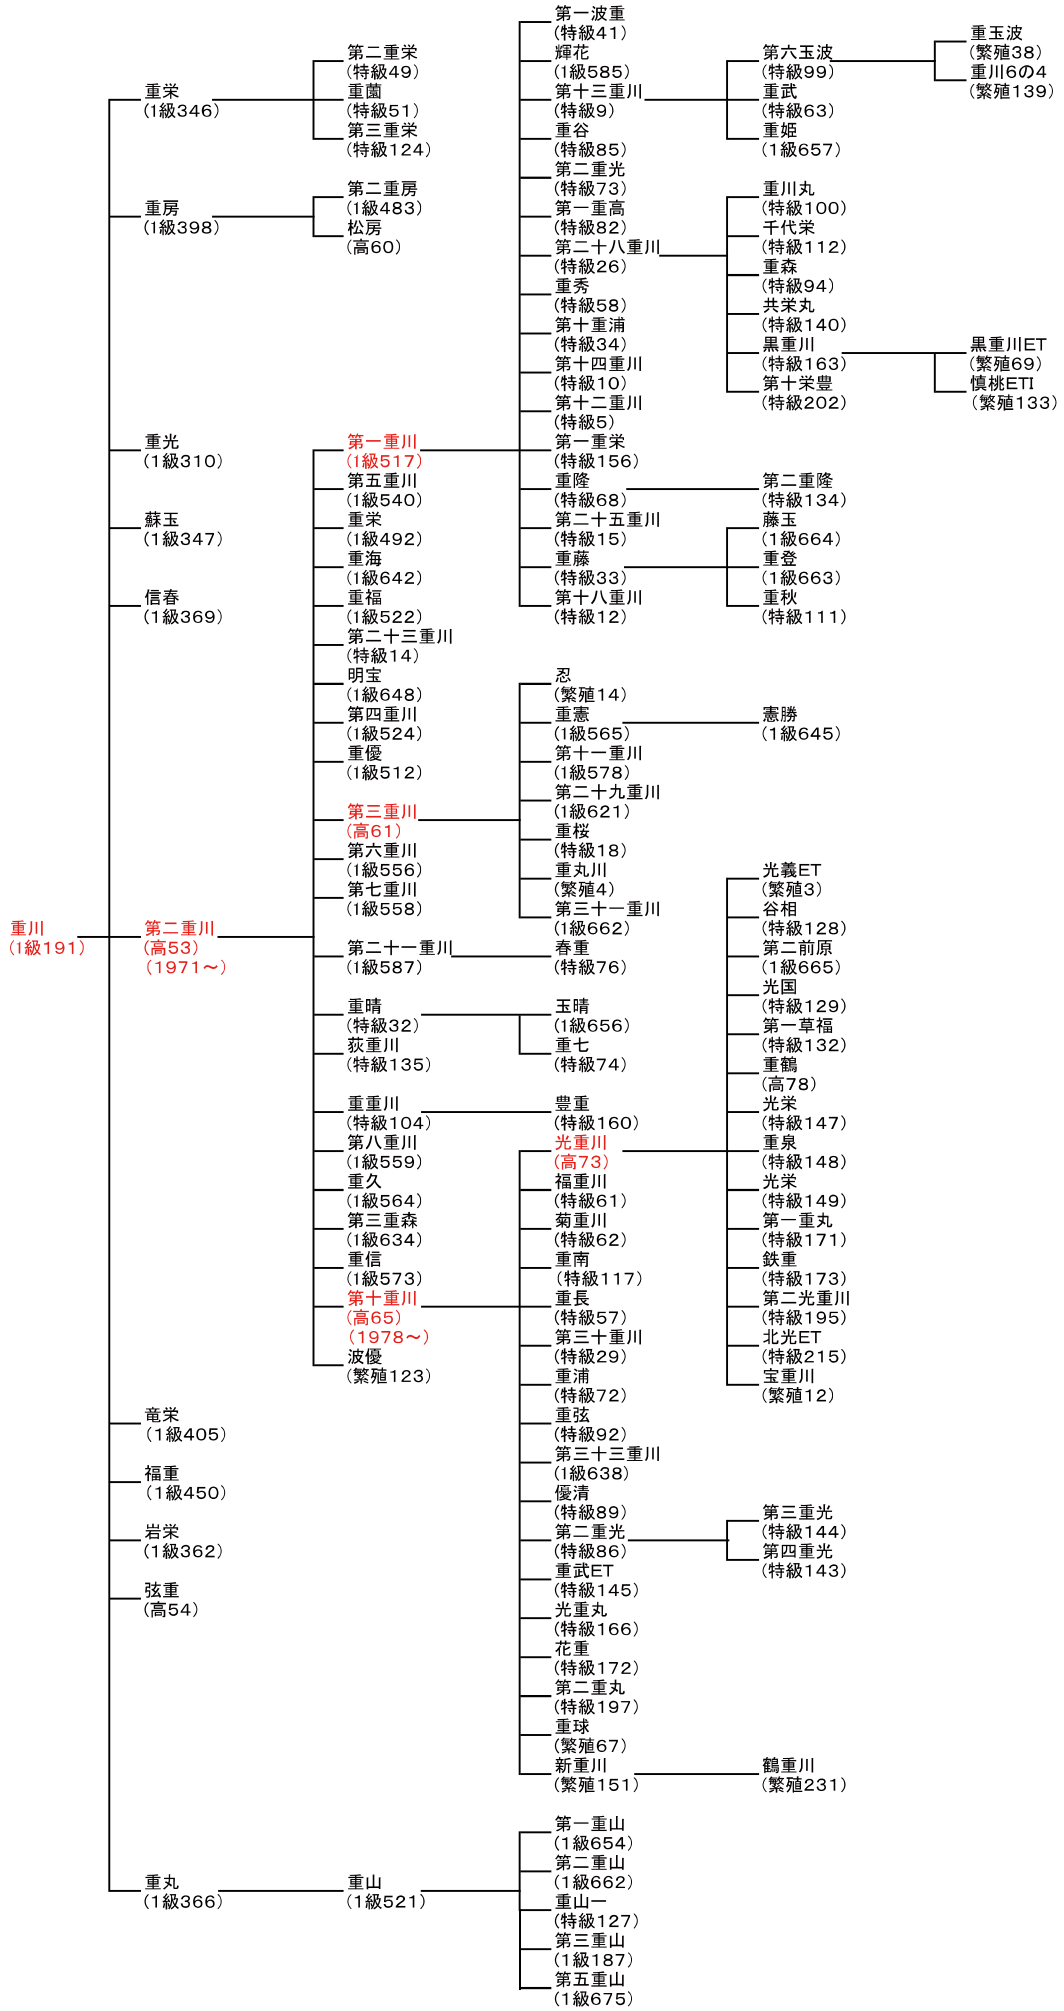 重川
(1級191)
重栄
(1級346)
重房
(1級398)
重光
(1級310)
蘇玉
(1級347)
信春
(1級369)
第二重川
(高53)
(1971～)
竜栄
(1級405)
福重
(1級450)
岩栄
(1級362)
弦重
(高54)
重丸
(1級366)
第二重栄
(特級49)
重薗
(特級51)
第三重栄
(特級124)
第二重房
(1級483)
松房
(高60)
第一重川
(1級517)
第五重川
(1級540)
重栄
(1級492)
重海
(1級642)
重福
(1級522)
第二十三重川
(特級14)
明宝
(1級648)
第四重川
(1級524)
重優
(1級512)
第三重川
(高61)
第六重川
(1級556)
第七重川
(1級558)
第二十一重川
(1級587)
重晴
(特級32)
荻重川
(特級135)
重重川
(特級104)
第八重川
(1級559)
重久
(1級564)
第三重森
(1級634)
重信
(1級573)
第十重川
(高65)
(1978～)
波優
(繁殖123)
重山
(1級521)
第一波重
(特級41)
輝花
(1級585)
第十三重川
(特級9)
重谷
(特級85)
第二重光
(特級73)
第一重高
(特級82)
第二十八重川
(特級26)
重秀
(特級58)
第十重浦
(特級34)
第十四重川
(特級10)
第十二重川
(特級5)
第一重栄
(特級156)
重隆
(特級68)
第二十五重川
(特級15)
重藤
(特級33)
第十八重川
(特級12)
忍
(繁殖14)
重憲
(1級565)
第十一重川
(1級578)
第二十九重川
(1級621)
重桜
(特級18)
重丸川
(繁殖4)
第三十一重川
(1級662)
春重
(特級76)
玉晴
(1級656)
重七
(特級74)
豊重
(特級160)
光重川
(高73)
福重川
(特級61)
菊重川
(特級62)
重南
(特級117)
重長
(特級57)
第三十重川
(特級29)
重浦
(特級72)
重弦
(特級92)
第三十三重川
(1級638)
優清
(特級89)
第二重光
(特級86)
重武ET
(特級145)
光重丸
(特級166)
花重
(特級172)
第二重丸
(特級197)
重球
(繁殖67)
新重川
(繁殖151)
第一重山
(1級654)
第二重山
(1級662)
重山一
(特級127)
第三重山
(1級187)
第五重山
(1級675)
第六玉波
(特級99)
重武
(特級63)
重姫
(1級657)
重川丸
(特級100)
千代栄
(特級112)
重森
(特級94)
共栄丸
(特級140)
黒重川
(特級163)
第十栄豊
(特級202)
第二重隆
(特級134)
藤玉
(1級664)
重登
(1級663)
重秋
(特級111)
憲勝
(1級645)
光義ET
(繁殖3)
谷相
(特級128)
第二前原
(1級665)
光国
(特級129)
第一草福
(特級132)
重鶴
(高78)
光栄
(特級147)
重泉
(特級148)
光栄
(特級149)
第一重丸
(特級171)
鉄重
(特級173)
第二光重川
(特級195)
北光ET
(特級215)
宝重川
(繁殖12)
第三重光
(特級144)
第四重光
(特級143)
鶴重川
(繁殖231)
重玉波
(繁殖38)
重川6の4
(繁殖139)
黒重川ET
(繁殖69)
慎桃ETI
(繁殖133)